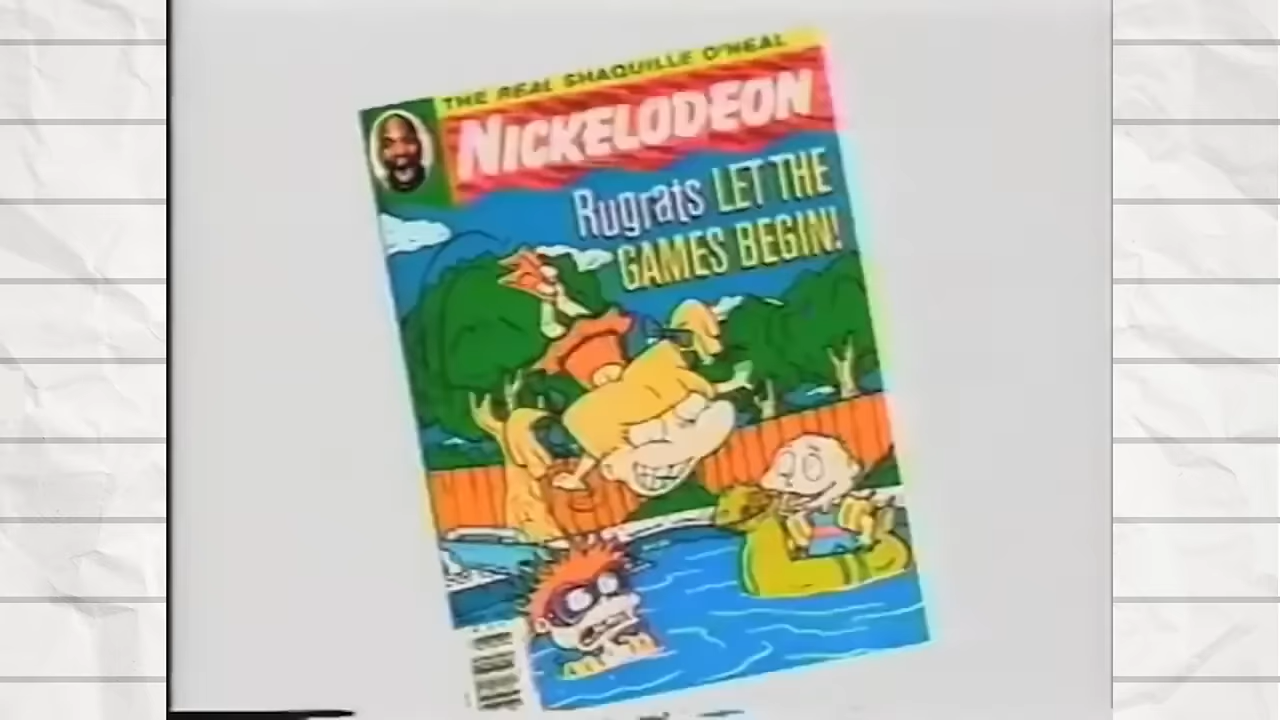 THE REAL SHAQUILLE O'NEAL
NICKELODEON
Rugrats LET THE
GAMES BEGIN!